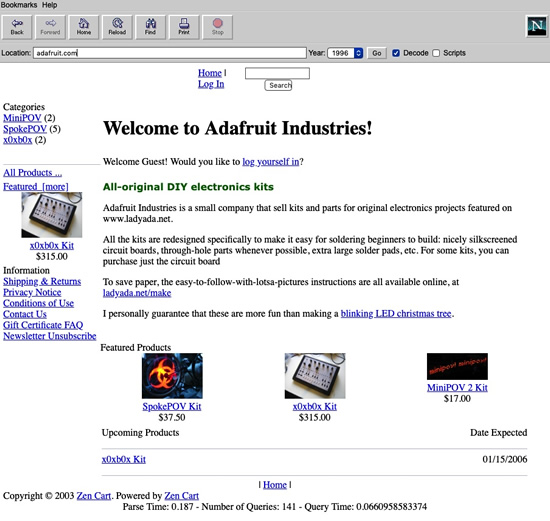 Bookmarks Help
Back Forward Home Reload Find Print Stop
N
Location: adafruit.com Year: 1996 Go Decode Scripts
Home |
Log In
Search
Categories
MiniPOV (2)
SpokePOV (5)
x0xb0x (2)
All Products ...
Featured [more]
x0xb0x Kit
$315.00
Information
Shipping & Returns
Privacy Notice
Conditions of Use
Contact Us
Gift Certificate FAQ
Newsletter Unsubscribe
Welcome to Adafruit Industries!
Welcome Guest! Would you like to log yourself in?
All-original DIY electronics kits
Adafruit Industries is a small company that sell kits and parts for original electronics projects featured on
www.ladyada.net.
All the kits are redesigned specifically to make it easy for soldering beginners to build: nicely silkscreened
circuit boards, through-hole parts whenever possible, extra large solder pads, etc. For some kits, you can
purchase just the circuit board
To save paper, the easy-to-follow-with-lotsa-pictures instructions are all available online, at
ladyada.net/make
I personally guarantee that these are more fun than making a blinking LED christmas tree.
Featured Products
minipov minipov
SpokePOV Kit
$37.50
x0xb0x Kit
$315.00
MiniPOV 2 Kit
$17.00
Upcoming Products Date Expected
x0xb0x Kit 01/15/2006
| Home |
Copyright © 2003 Zen Cart. Powered by Zen Cart
Parse Time: 0.187 - Number of Queries: 141 - Query Time: 0.0660958583374